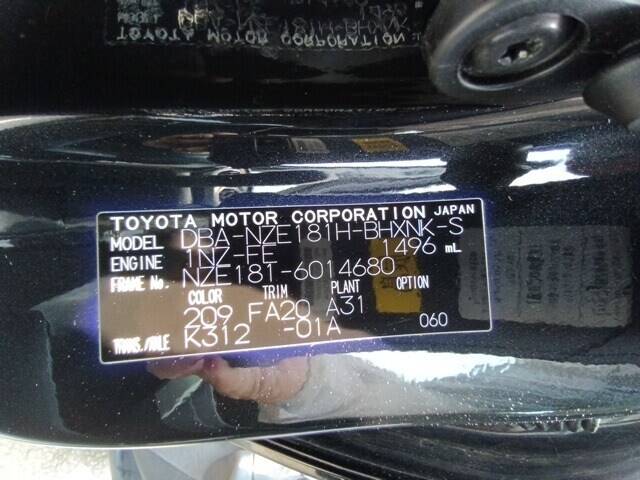 TOYOTA MOTOR CORPORATION JAPAN
MODEL DBA-NZE181H-BHXNK-S
ENGINE 1NZ-FE 1496 mL
FRAME No. NZE181-6014680
COLOR TRIM PLANT OPTION
209 FA20 A31
TRANS./AXLE K312 -01A 060